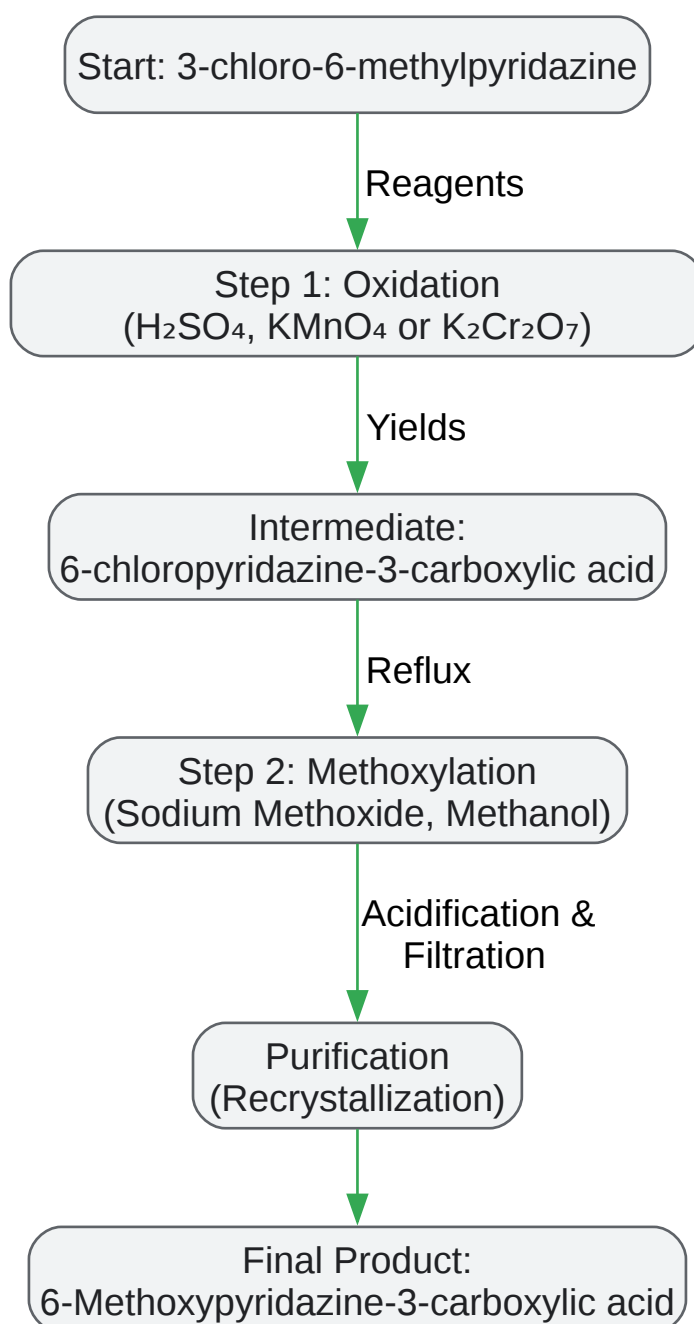 Start: 3-chloro-6-methylpyridazine
Reagents
Step 1: Oxidation
(H₂SO₄, KMnO₄ or K₂Cr₂O₇)
Yields
Intermediate:
6-chloropyridazine-3-carboxylic acid
Reflux
Step 2: Methoxylation
(Sodium Methoxide, Methanol)
Acidification &
Filtration
Purification
(Recrystallization)
Final Product:
6-Methoxypyridazine-3-carboxylic acid